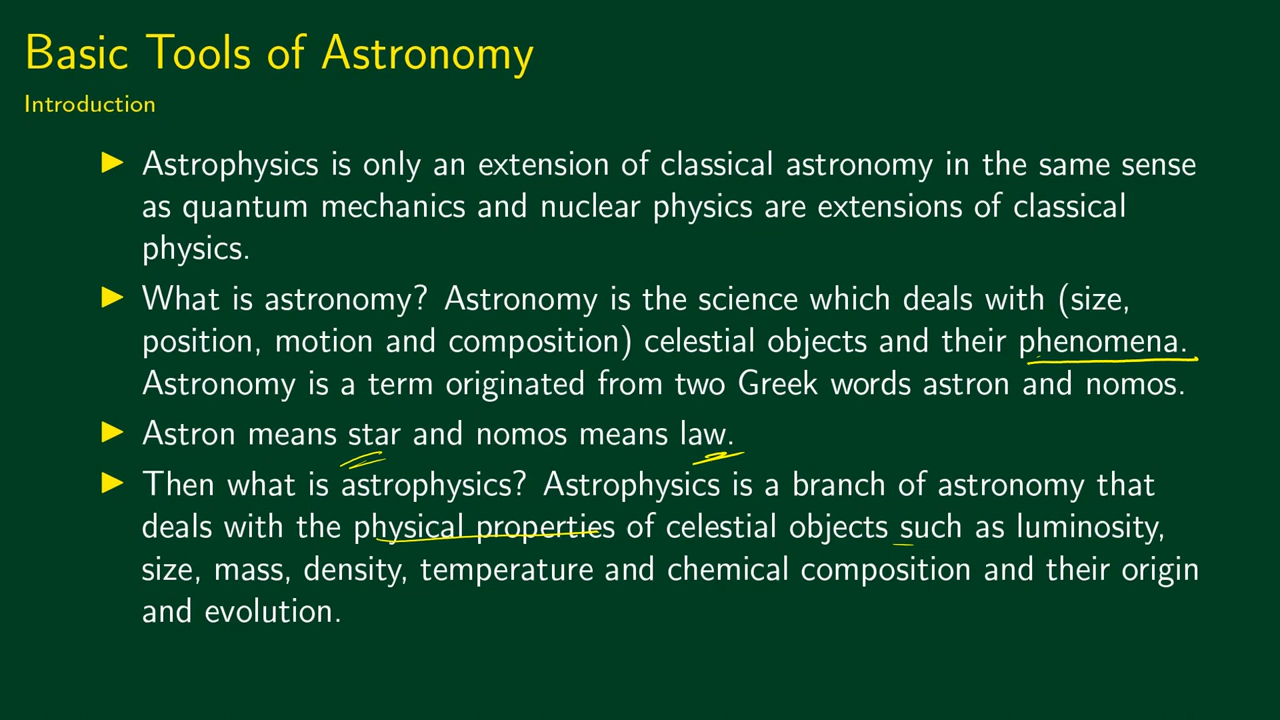 Basic Tools of Astronomy
Introduction
Astrophysics is only an extension of classical astronomy in the same sense
as quantum mechanics and nuclear physics are extensions of classical
physics.
What is astronomy? Astronomy is the science which deals with (size,
position, motion and composition) celestial objects and their phenomena.
Astronomy is a term originated from two Greek words astron and nomos.
Astron means star and nomos means law.
Then what is astrophysics? Astrophysics is a branch of astronomy that
deals with the physical properties of celestial objects such as luminosity,
size, mass, density, temperature and chemical composition and their origin
and evolution.